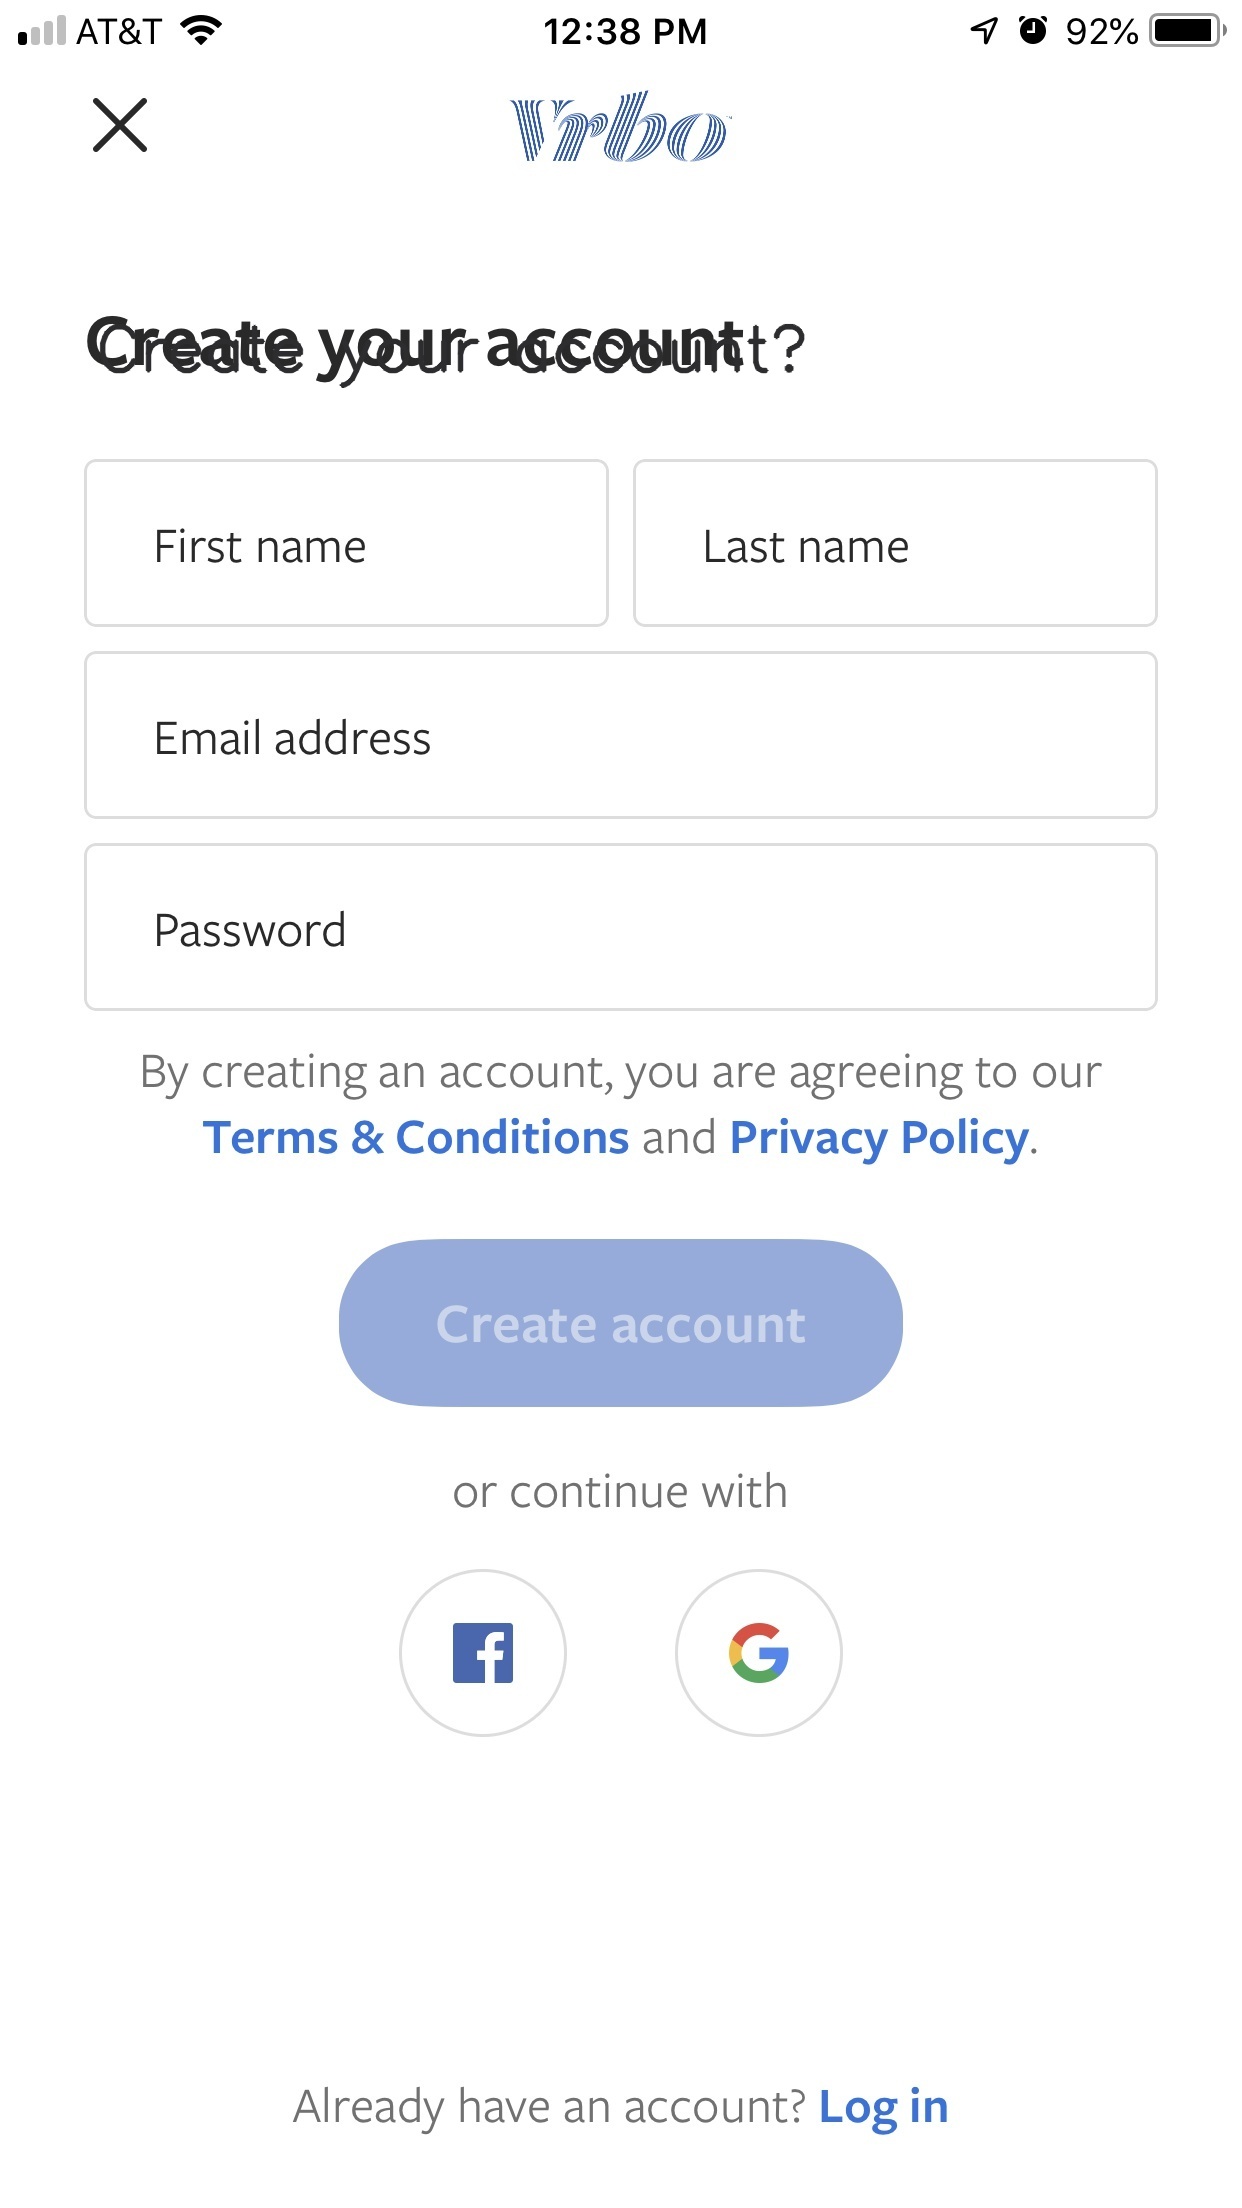 AT&T 12:38 PM 92%
Vrbo™
Create your account
Create your account?
First name Last name
Email address
Password
By creating an account, you are agreeing to our
Terms & Conditions and Privacy Policy.
Create account
or continue with
f G
Already have an account? Log in